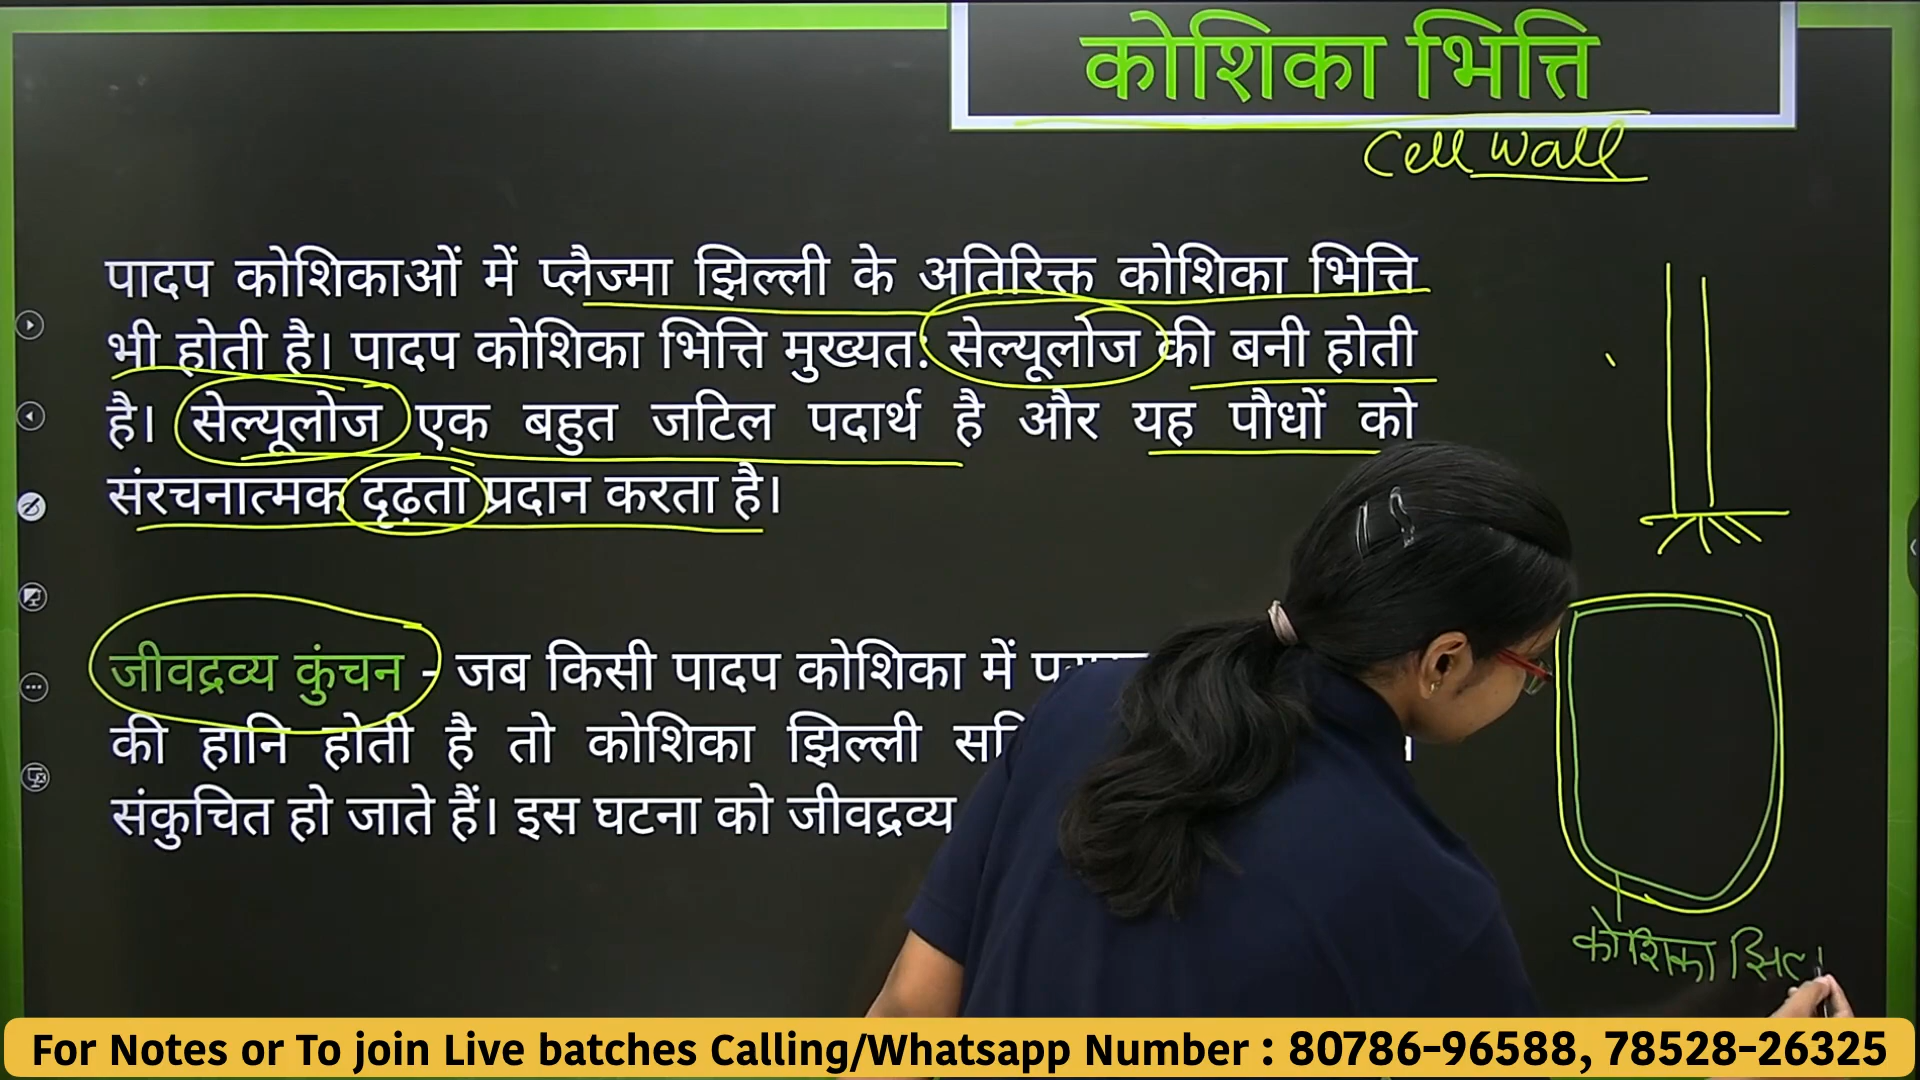 कोशिका भित्ति
Cell Wall
पादप कोशिकाओं में प्लैज्मा झिल्ली के अतिरिक्त कोशिका भित्ति
भी होती है। पादप कोशिका भित्ति मुख्यत: सेल्यूलोज की बनी होती
है। सेल्यूलोज एक बहुत जटिल पदार्थ है और यह पौधों को
संरचनात्मक दृढ़ता प्रदान करता है।
जीवद्रव्य कुंचन - जब किसी पादप कोशिका में
की हानि होती है तो कोशिका झिल्ली
संकुचित हो जाते हैं। इस घटना को जीवद्रव्य
कोशिका
For Notes or To join Live batches Calling/Whatsapp Number : 80786-96588, 78528-26325